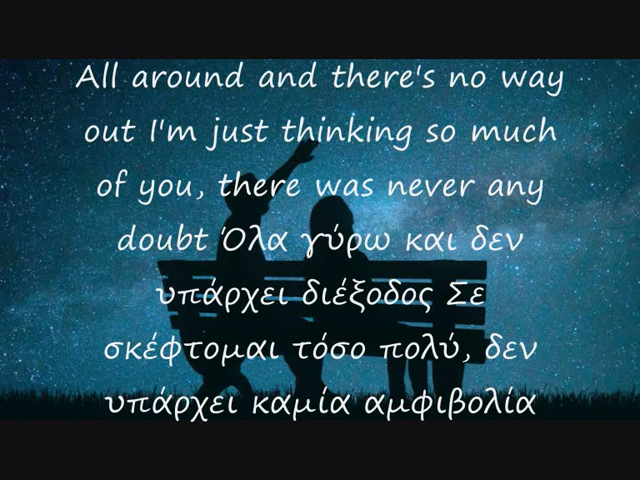 All around and there's no way
out I'm just thinking so much
of you, there was never any
doubt Όλα γύρω και δεν
υπάρχει διέξοδος Σε
σκέφτομαι τόσο πολύ, δεν
υπάρχει καμία αμφιβολία